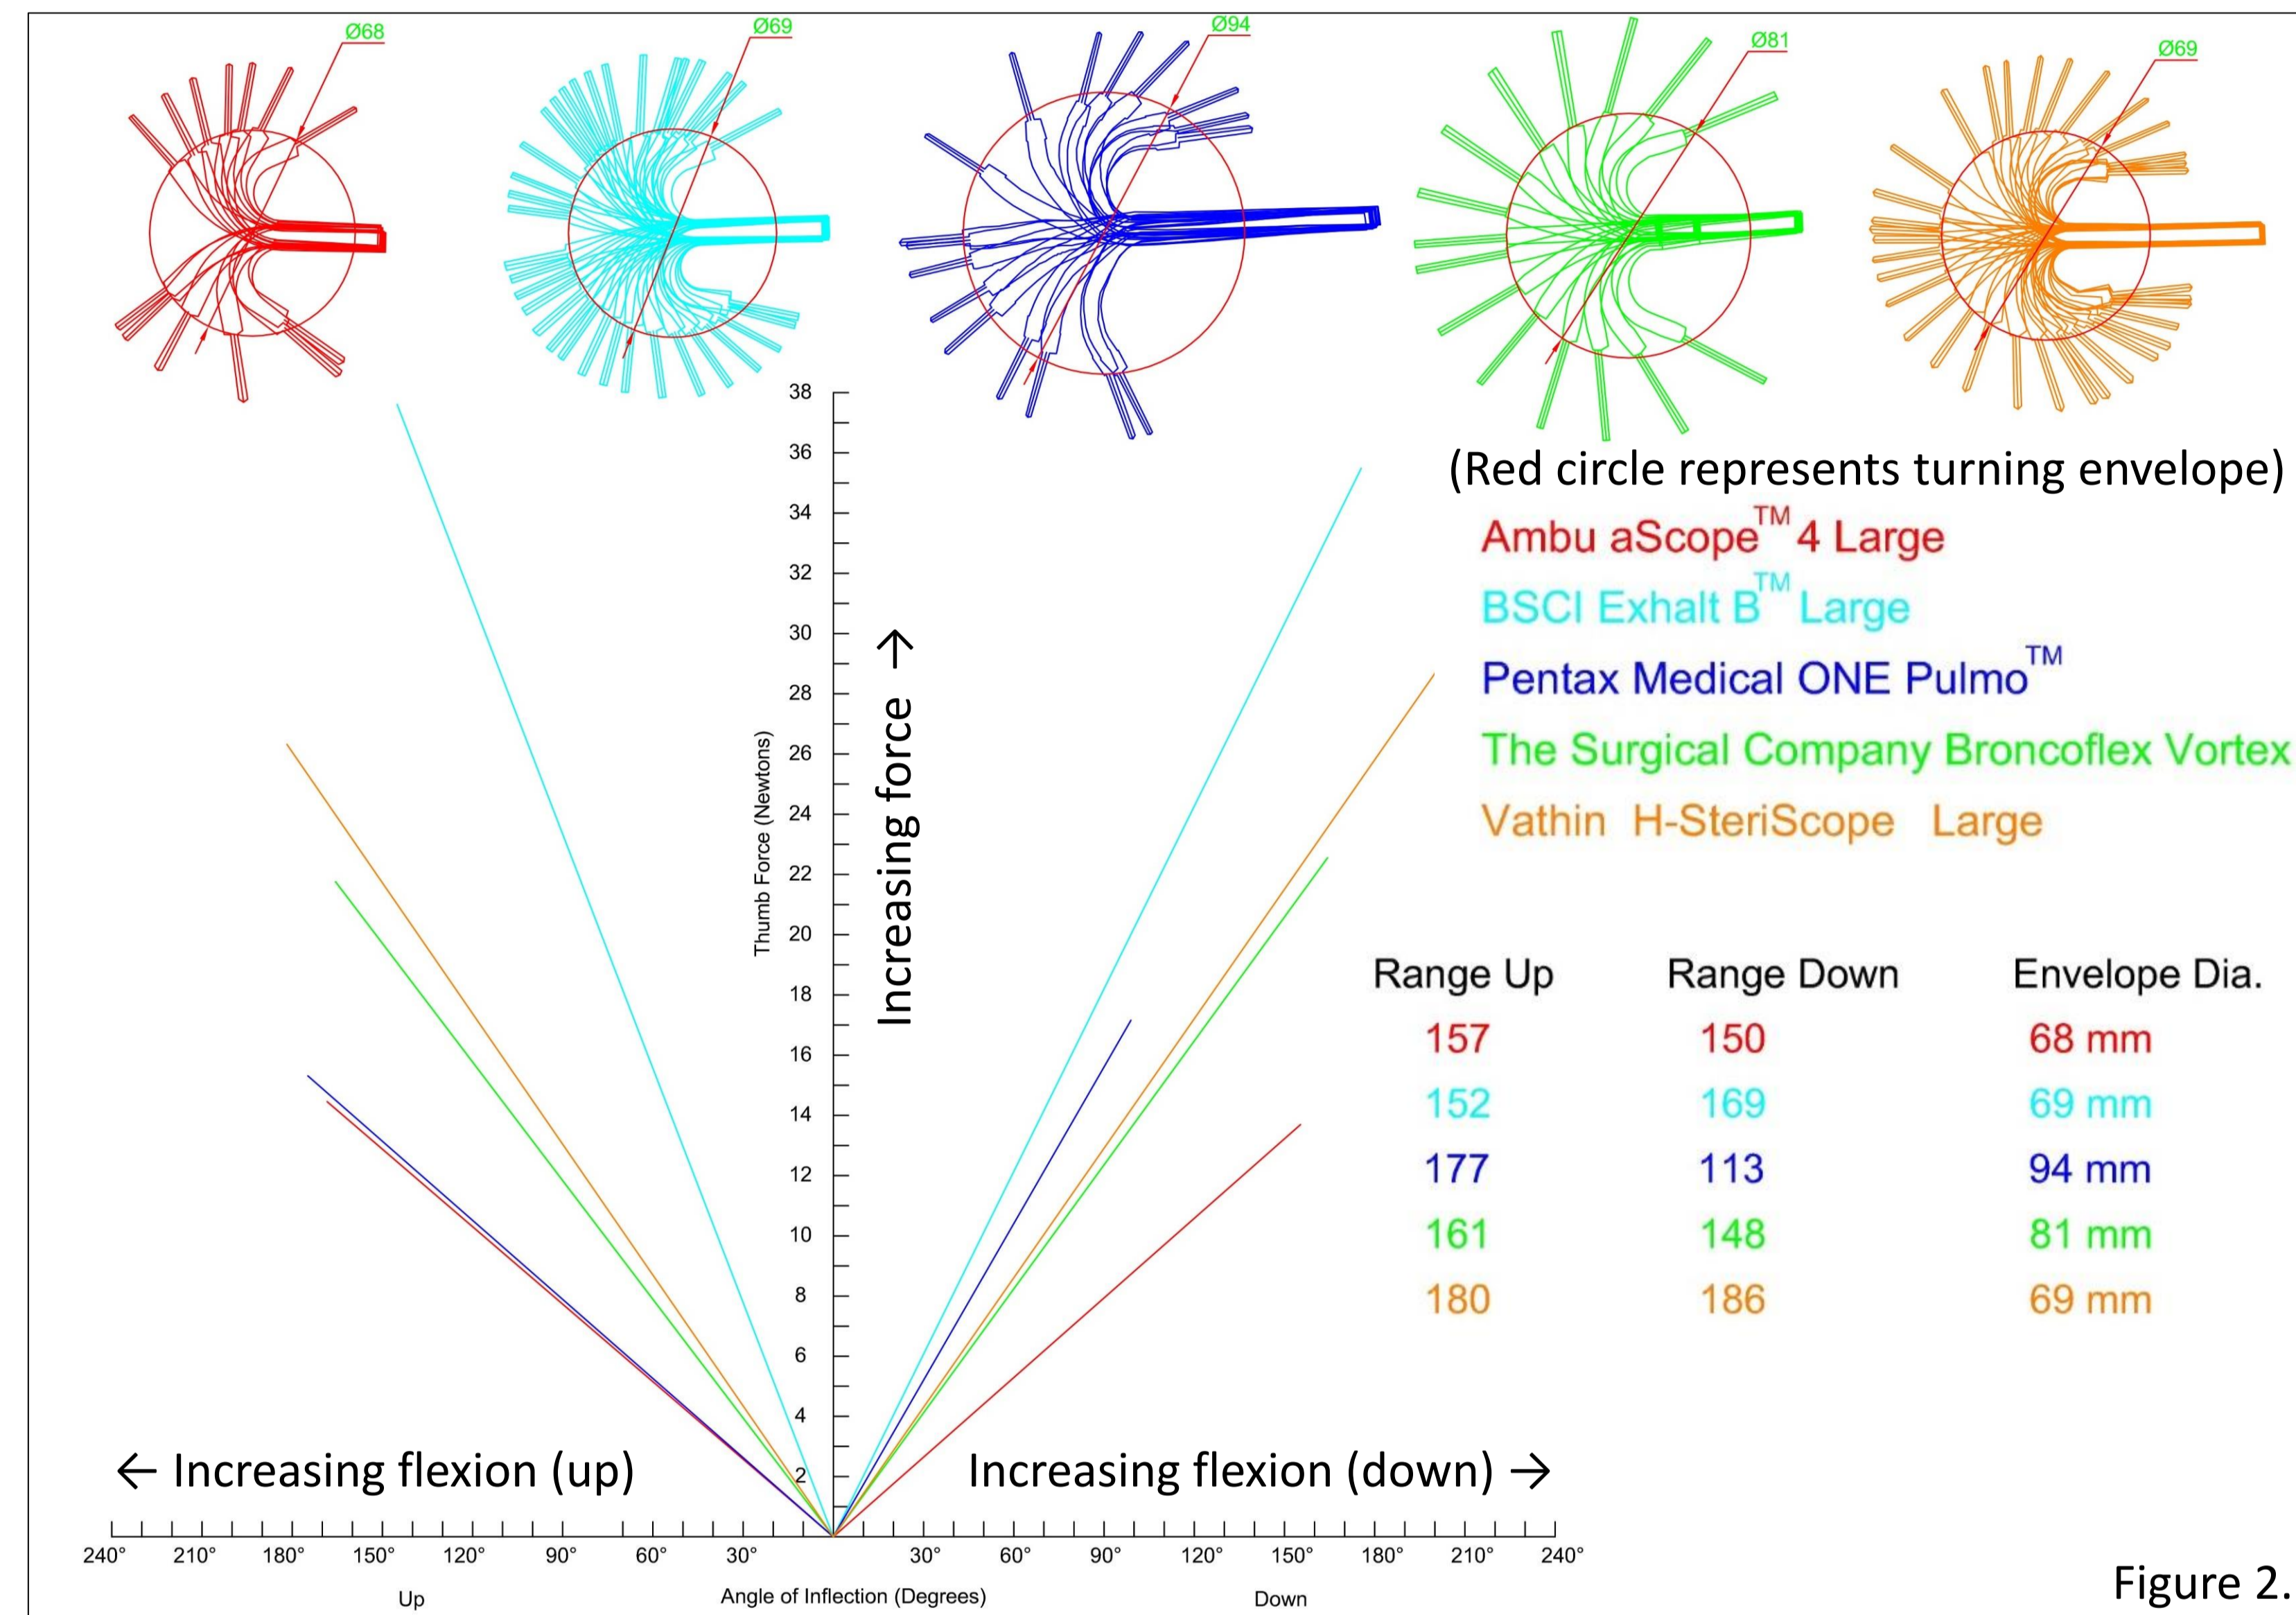 Ø68
Ø69
Ø94
Ø81
Ø69
(Red circle represents turning envelope)
Ambu aScope™ 4 Large
BSCI Exhalt B™ Large
Pentax Medical ONE Pulmo™
The Surgical Company Broncoflex Vortex
Vathin H-SteriScope Large
Range Up Range Down Envelope Dia.
157 150 68 mm
152 169 69 mm
177 113 94 mm
161 148 81 mm
180 186 69 mm
38
36
34
32
30
28
26
24
22
20
18
16
14
12
10
8
6
4
2
Thumb Force (Newtons)
Increasing force →
← Increasing flexion (up)
Increasing flexion (down) →
240° 210° 180° 150° 120° 90° 60° 30° 30° 60° 90° 120° 150° 180° 210° 240°
Up Angle of Inflection (Degrees) Down
Figure 2.